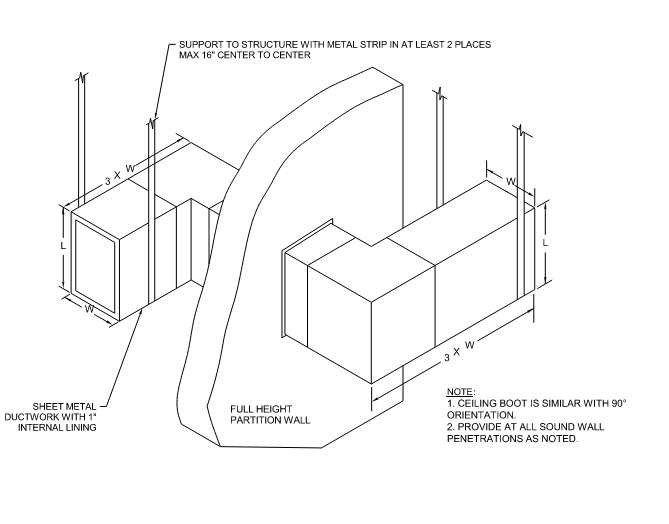 SUPPORT TO STRUCTURE WITH METAL STRIP IN AT LEAST 2 PLACES
MAX 16" CENTER TO CENTER
3 X W
W
L
L
W
3 X W
SHEET METAL
DUCTWORK WITH 1"
INTERNAL LINING
FULL HEIGHT
PARTITION WALL
NOTE:
1. CEILING BOOT IS SIMILAR WITH 90°
ORIENTATION.
2. PROVIDE AT ALL SOUND WALL
PENETRATIONS AS NOTED.